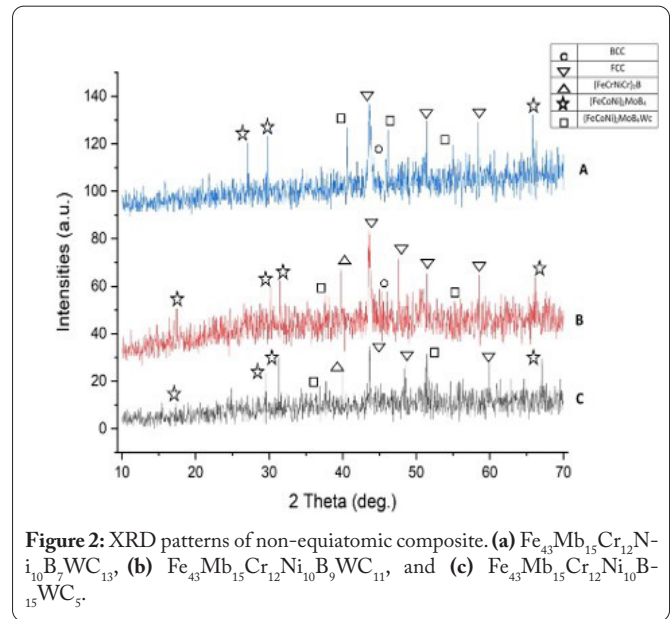 BCC
FCC
[FeCrNiCr]₂B
[FeCoNi]₂MoB₄
[FeCoNi]₂MoB₄Wc
140
120
100
80
60
40
20
0
Intensities (a.u.)
A
B
C
10 20 30 40 50 60 70
2 Theta (deg.)
Figure 2: XRD patterns of non-equiatomic composite. (a) Fe₄₃Mb₁₅Cr₁₂N-
i₁₀B₇WC₁₃, (b) Fe₄₃Mb₁₅Cr₁₂Ni₁₀B₉WC₁₁, and (c) Fe₄₃Mb₁₅Cr₁₂Ni₁₀B-
₁₅WC₅.